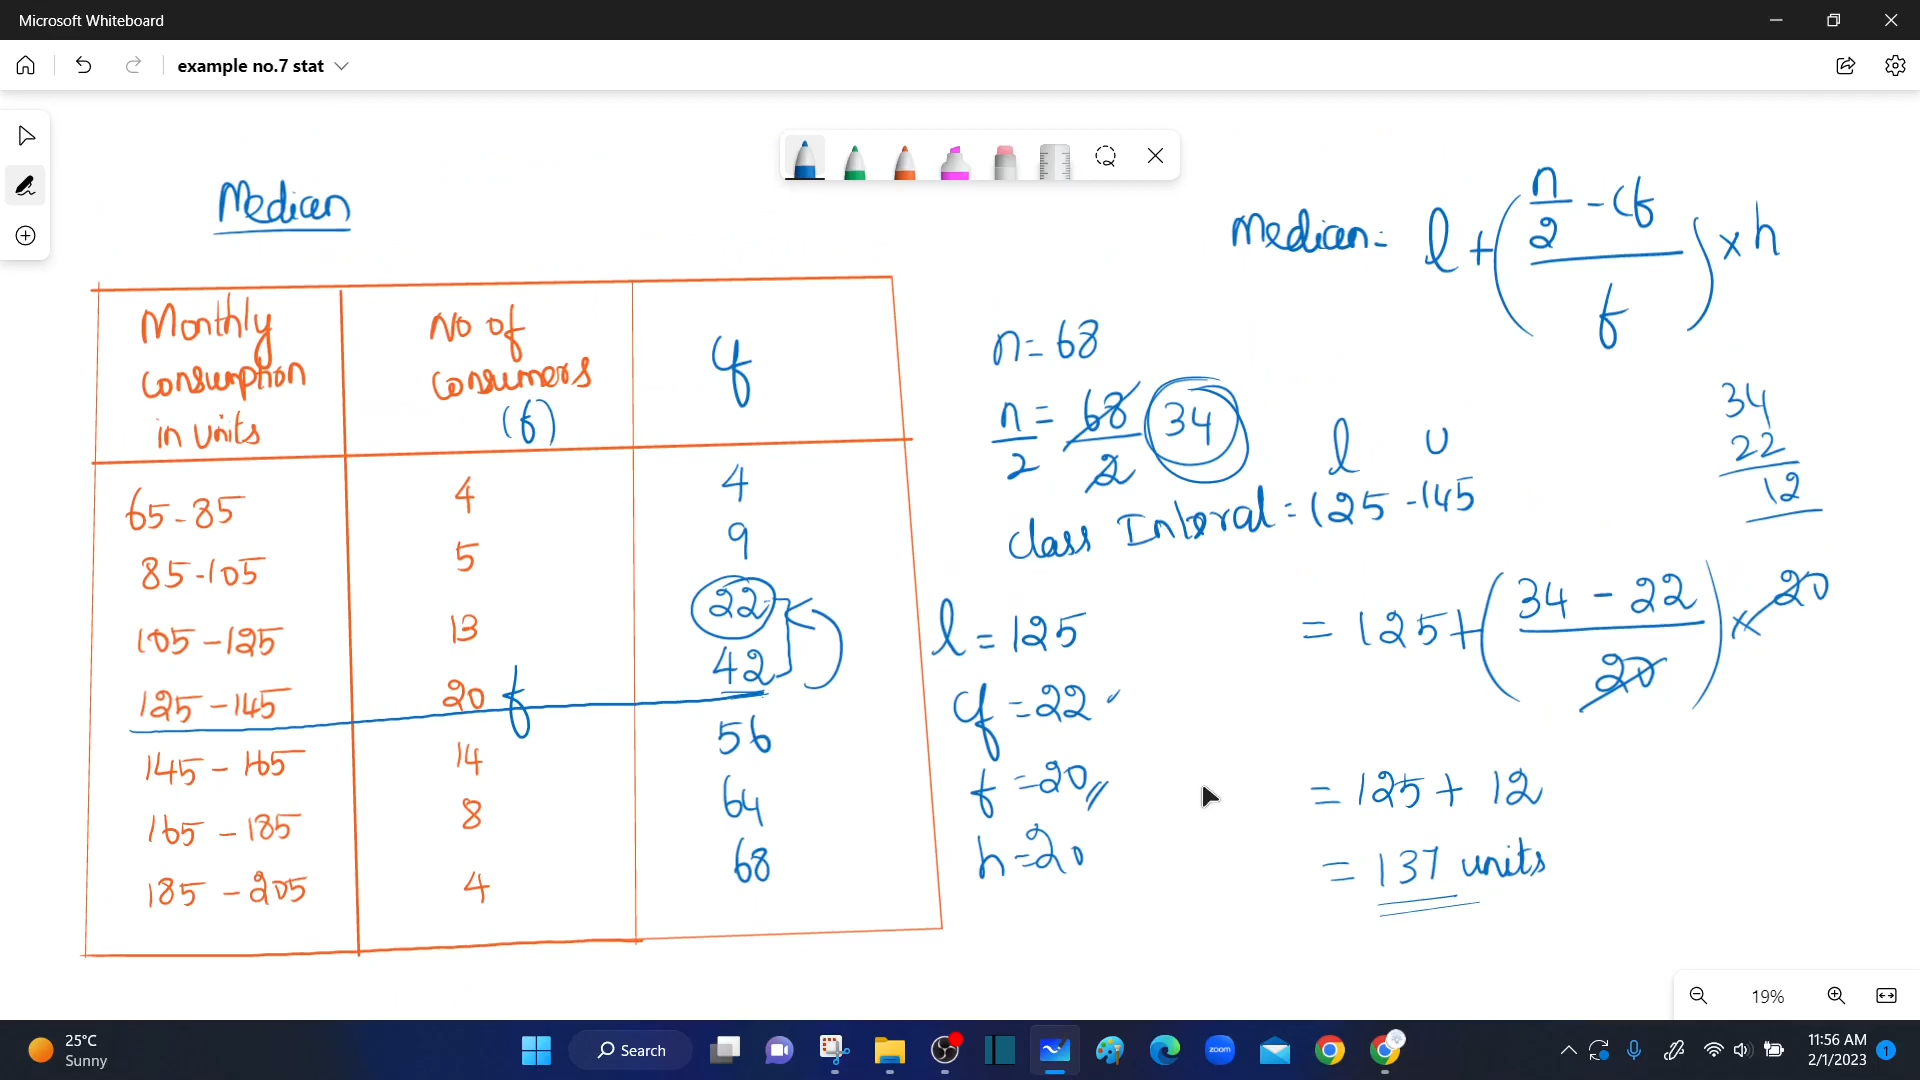 Microsoft Whiteboard
example no.7 stat
Median
Median = l + ( n/2 - cf / f ) × h
Monthly consumption in units | No of consumers (f) | cf
65-85 | 4 | 4
85-105 | 5 | 9
105-125 | 13 | 22
125-145 | 20 f | 42
145-165 | 14 | 56
165-185 | 8 | 64
185-205 | 4 | 68
n = 68
n/2 = 68/2 34
l u
class Interval = 125-145
34
22
12
l = 125
cf = 22
f = 20
h = 20
= 125 + ( 34 - 22 / 20 ) × 20
= 125 + 12
= 137 units
19%
25°C
Sunny
Search
zoom
11:56 AM
2/1/2023
1